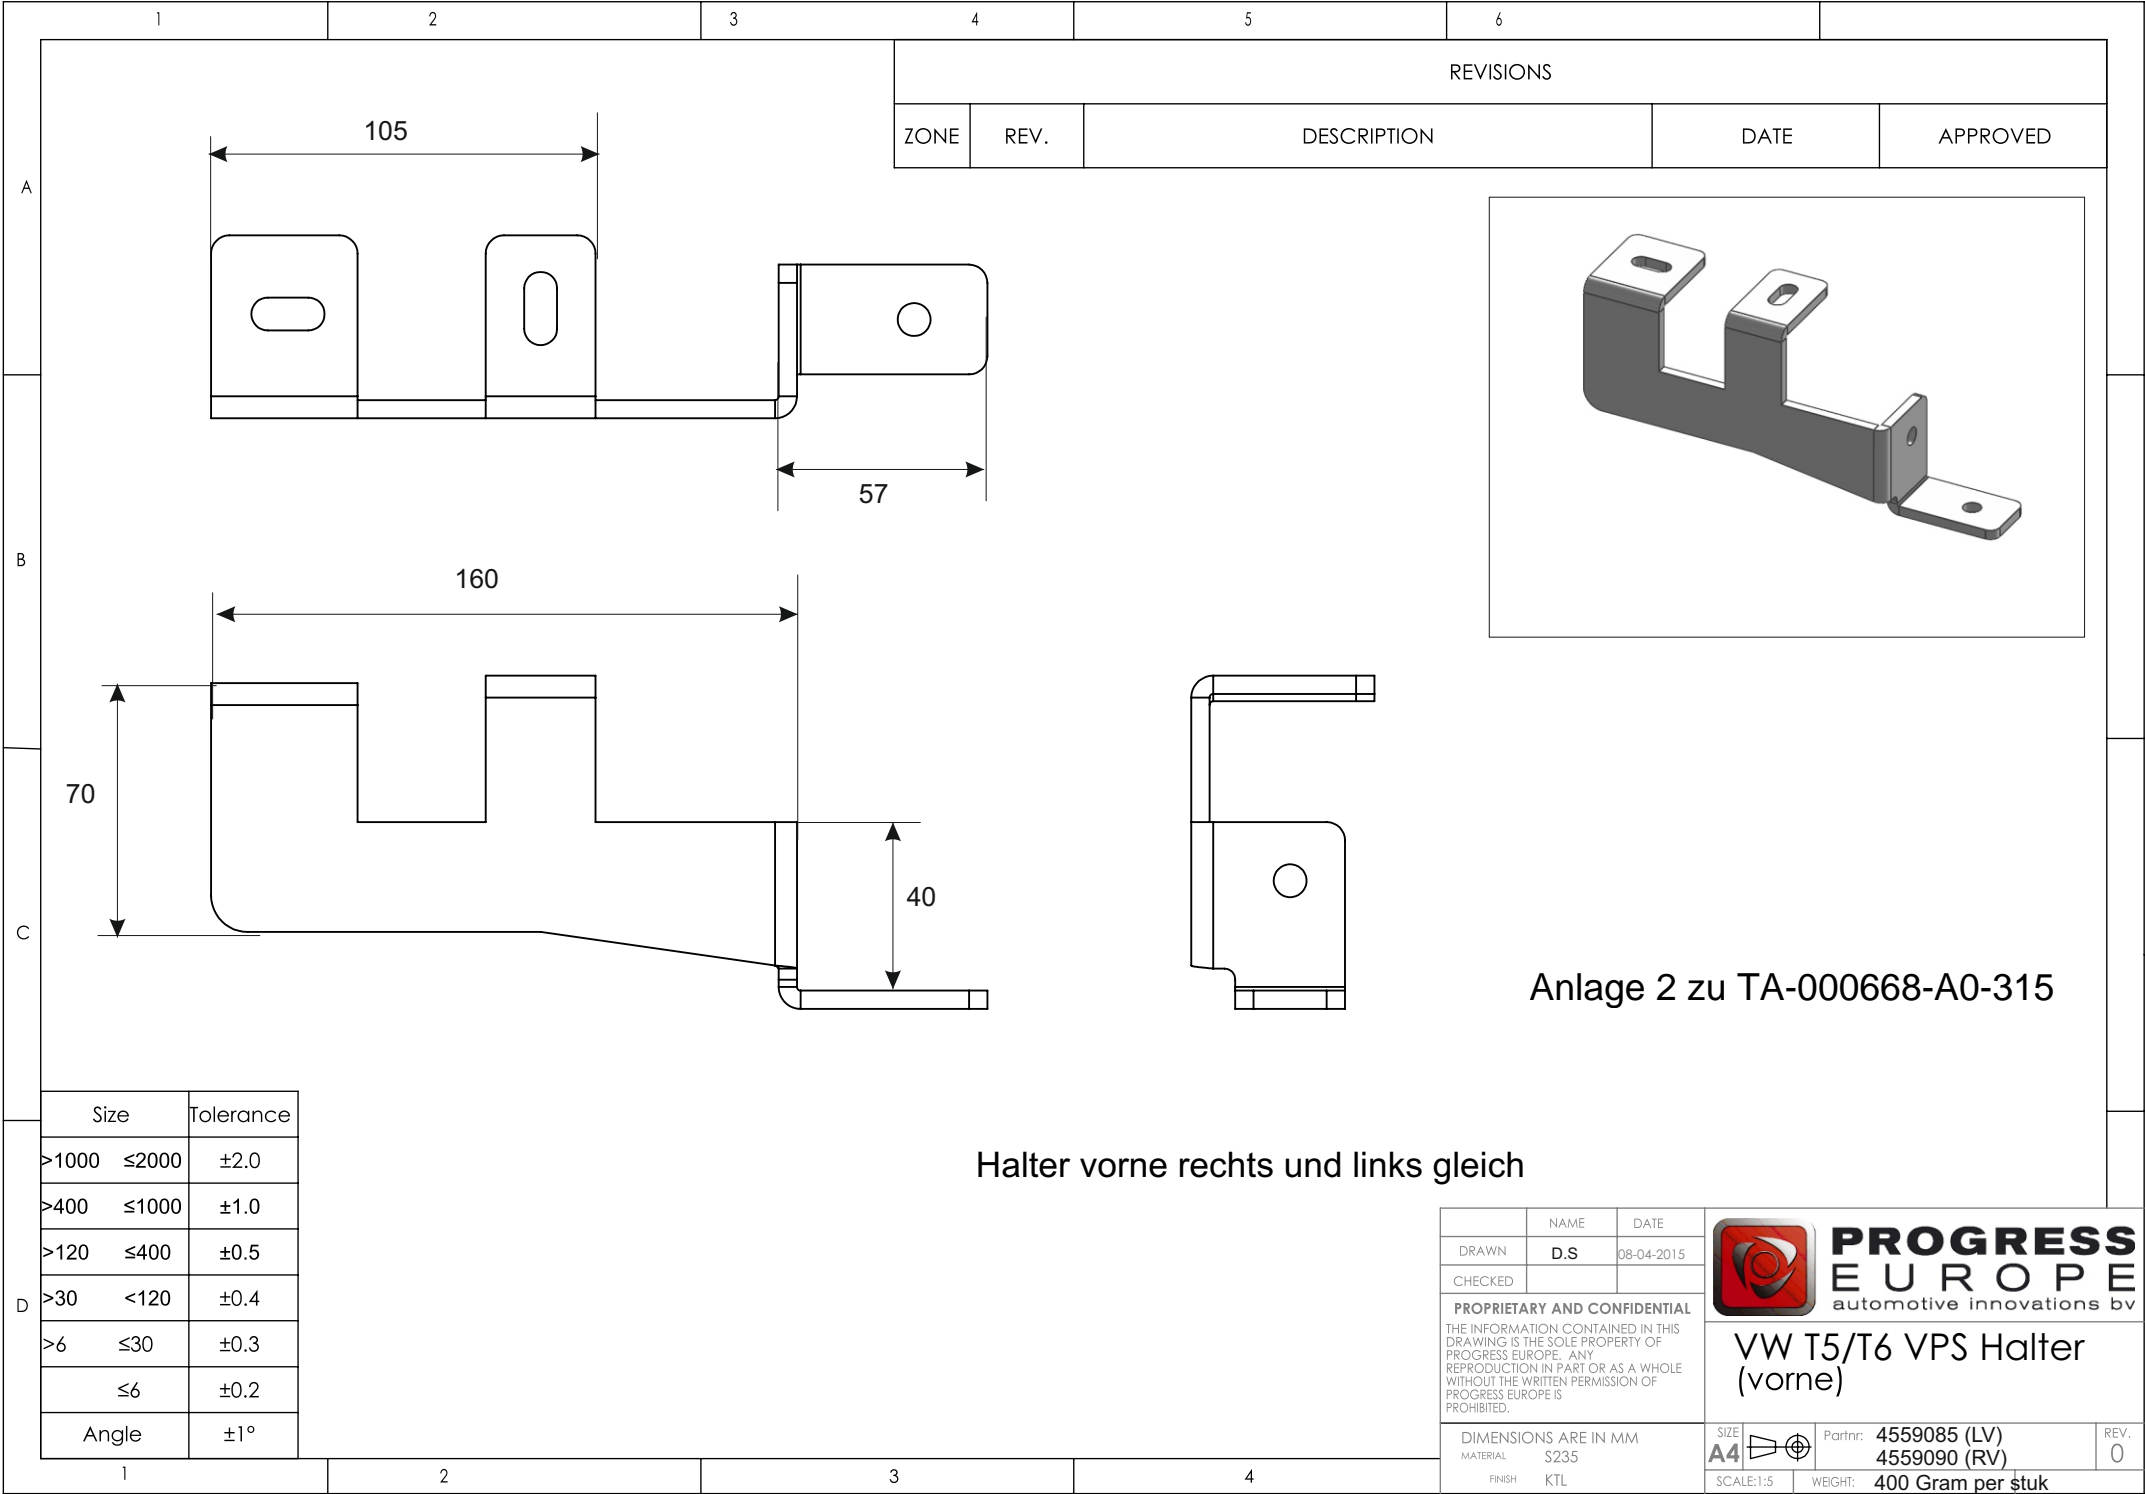 1 2 3 4 5 6
REVISIONS
ZONE REV. DESCRIPTION DATE APPROVED
A
B
C
D
105
57
160
70
40
Anlage 2 zu TA-000668-A0-315
Halter vorne rechts und links gleich
Size Tolerance
>1000 ≤2000 ±2.0
>400 ≤1000 ±1.0
>120 ≤400 ±0.5
>30 <120 ±0.4
>6 ≤30 ±0.3
≤6 ±0.2
Angle ±1°
1 2 3 4
NAME DATE
DRAWN D.S 08-04-2015
CHECKED
PROPRIETARY AND CONFIDENTIAL
THE INFORMATION CONTAINED IN THIS
DRAWING IS THE SOLE PROPERTY OF
PROGRESS EUROPE. ANY
REPRODUCTION IN PART OR AS A WHOLE
WITHOUT THE WRITTEN PERMISSION OF
PROGRESS EUROPE IS
PROHIBITED.
DIMENSIONS ARE IN MM
MATERIAL S235
FINISH KTL
PROGRESS
EUROPE
automotive innovations bv
VW T5/T6 VPS Halter
(vorne)
SIZE
A4
Partnr: 4559085 (LV)
4559090 (RV)
REV.
0
SCALE:1:5 WEIGHT: 400 Gram per stuk